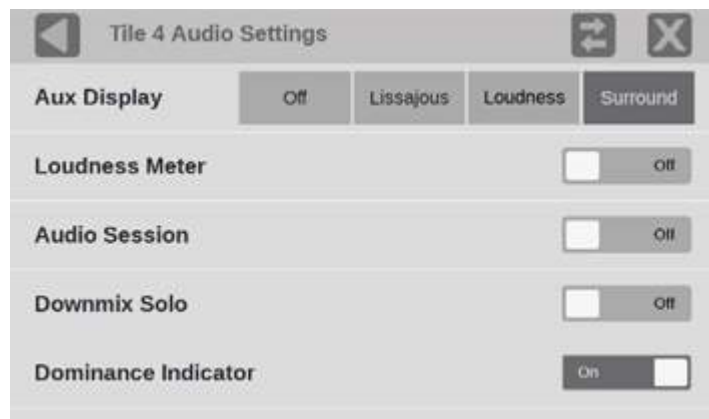 Tile 4 Audio Settings
Aux Display Off Lissajous Loudness Surround
Loudness Meter Off
Audio Session Off
Downmix Solo Off
Dominance Indicator On